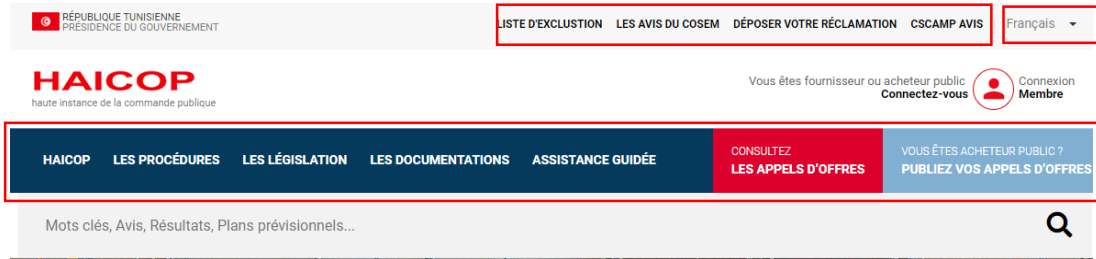 RÉPUBLIQUE TUNISIENNE
PRÉSIDENCE DU GOUVERNEMENT
LISTE D'EXCLUSTION LES AVIS DU COSEM DÉPOSER VOTRE RÉCLAMATION CSCAMP AVIS Français
HAICOP
haute instance de la commande publique
Vous êtes fournisseur ou acheteur public
Connectez-vous
Connexion
Membre
HAICOP LES PROCÉDURES LES LÉGISLATION LES DOCUMENTATIONS ASSISTANCE GUIDÉE
CONSULTEZ
LES APPELS D'OFFRES
VOUS ÊTES ACHETEUR PUBLIC ?
PUBLIEZ VOS APPELS D'OFFRES
Mots clés, Avis, Résultats, Plans prévisionnels...